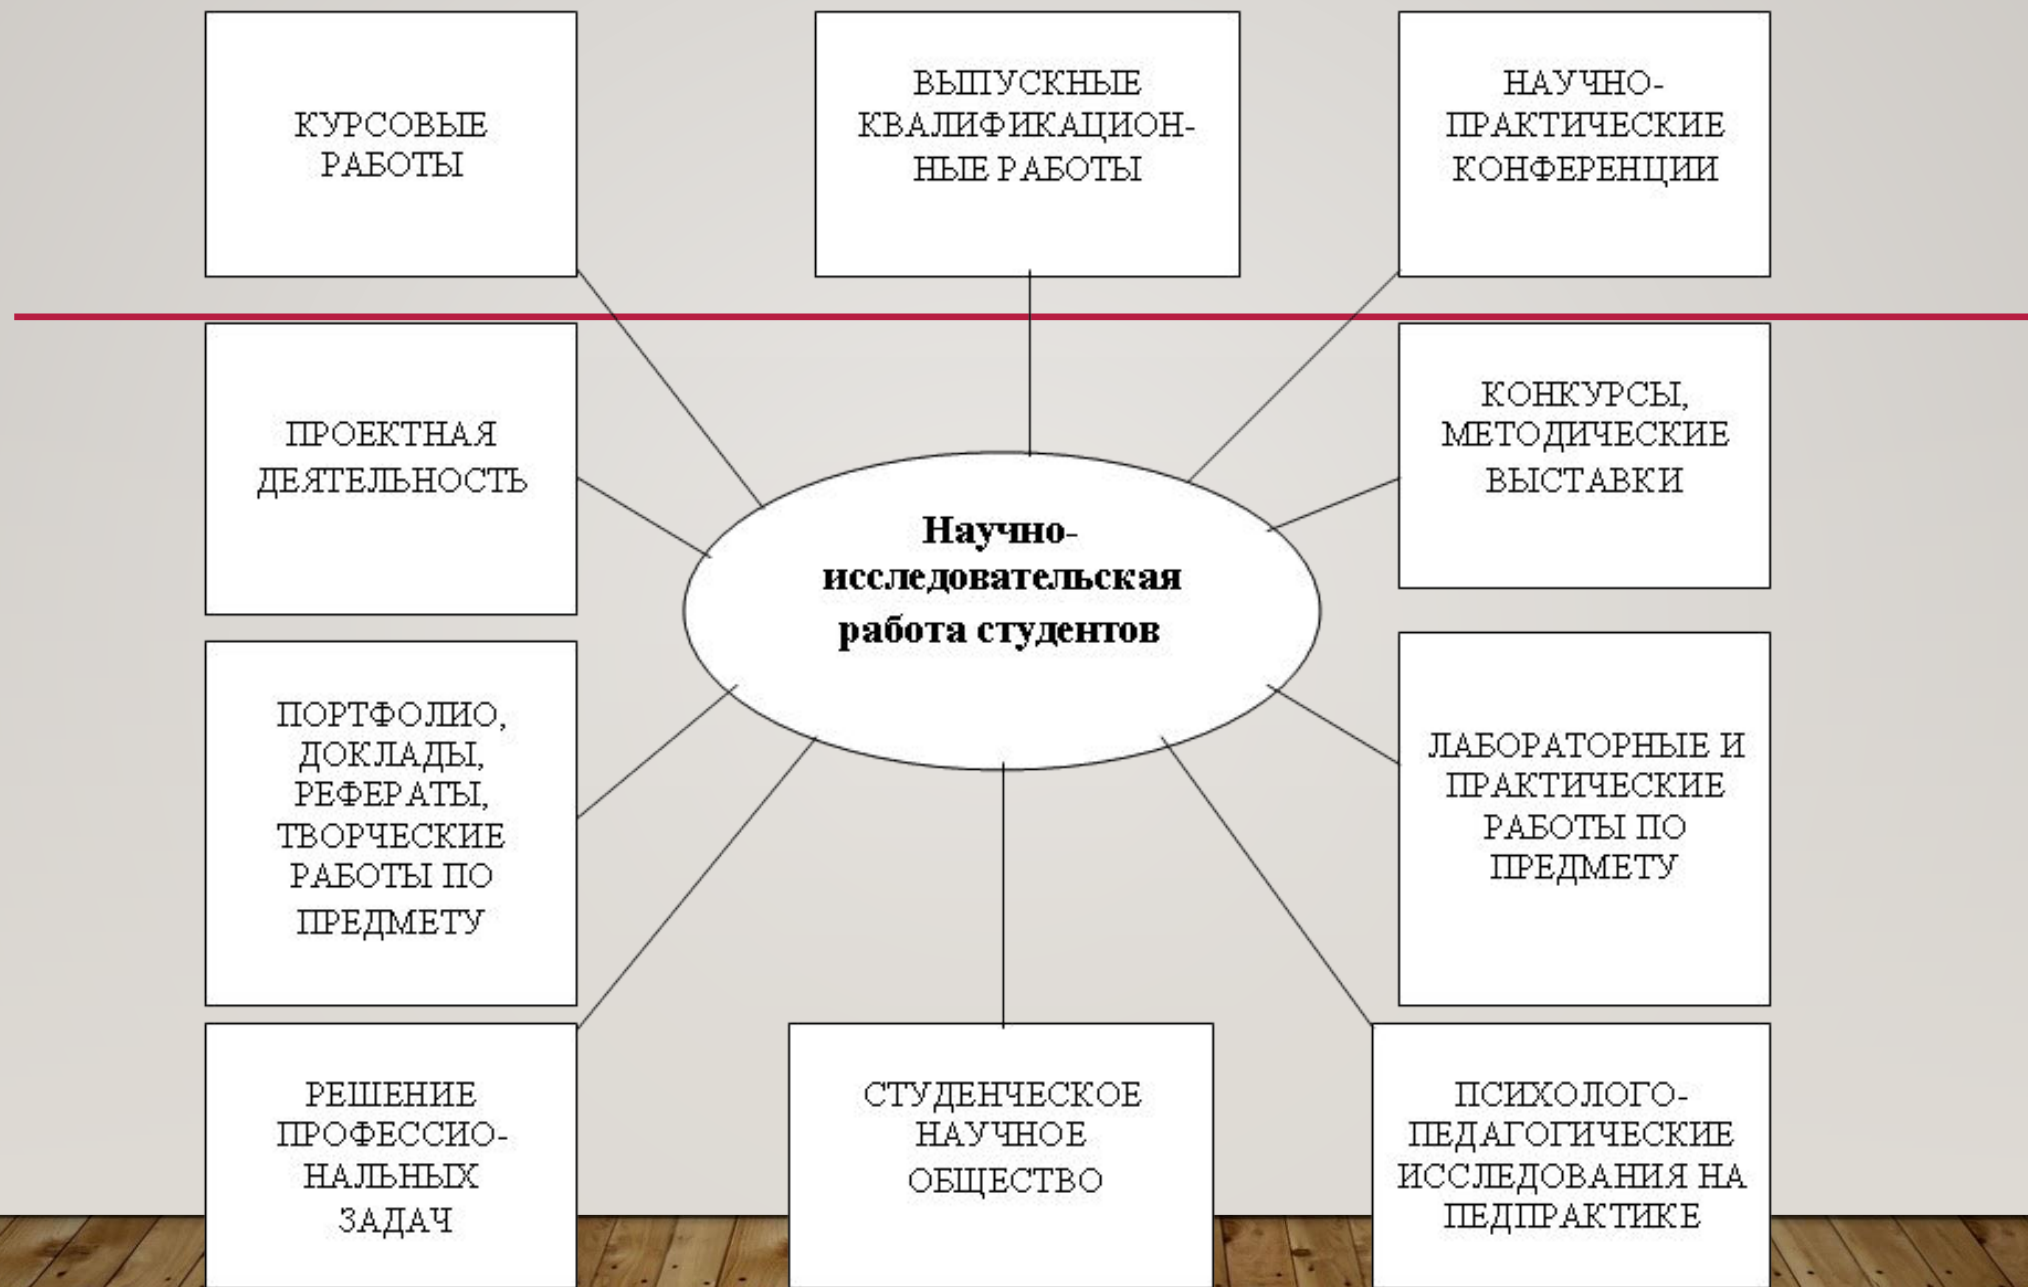 КУРСОВЫЕ
РАБОТЫ
ВЫПУСКНЫЕ
КВАЛИФИКАЦИОН-
НЫЕ РАБОТЫ
НАУЧНО-
ПРАКТИЧЕСКИЕ
КОНФЕРЕНЦИИ
ПРОЕКТНАЯ
ДЕЯТЕЛЬНОСТЬ
КОНКУРСЫ,
МЕТОДИЧЕСКИЕ
ВЫСТАВКИ
Научно-
исследовательская
работа студентов
ПОРТФОЛИО,
ДОКЛАДЫ,
РЕФЕРАТЫ,
ТВОРЧЕСКИЕ
РАБОТЫ ПО
ПРЕДМЕТУ
ЛАБОРАТОРНЫЕ И
ПРАКТИЧЕСКИЕ
РАБОТЫ ПО
ПРЕДМЕТУ
РЕШЕНИЕ
ПРОФЕССИО-
НАЛЬНЫХ
ЗАДАЧ
СТУДЕНЧЕСКОЕ
НАУЧНОЕ
ОБЩЕСТВО
ПСИХОЛОГО-
ПЕДАГОГИЧЕСКИЕ
ИССЛЕДОВАНИЯ НА
ПЕДПРАКТИКЕ